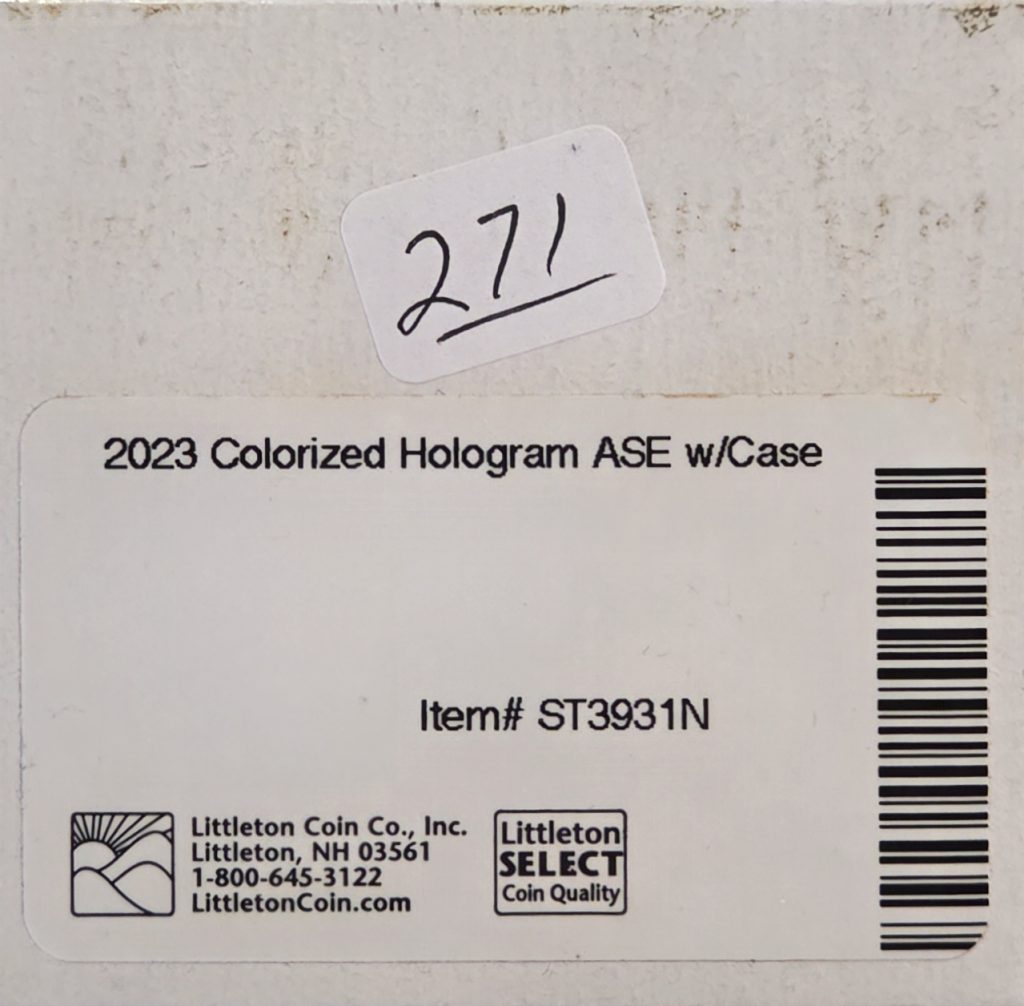 271
2023 Colorized Hologram ASE w/Case
Item# ST3931N
Littleton Coin Co., Inc.
Littleton, NH 03561
1-800-645-3122
LittletonCoin.com
Littleton
SELECT
Coin Quality